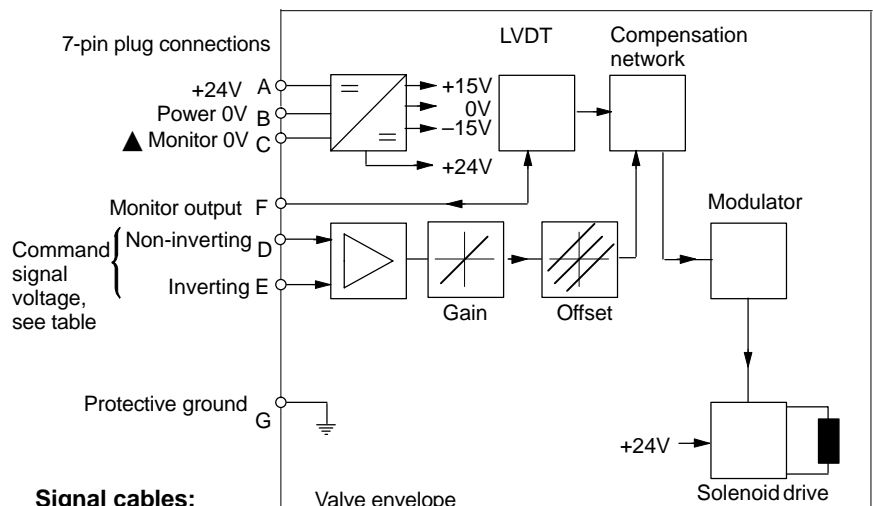 7-pin plug connections
LVDT
Compensation
network
+24V A
Power 0V B
▲ Monitor 0V C
+15V
0V
–15V
+24V
Monitor output F
Modulator
Command
signal
voltage,
see table
Non-inverting D
Inverting E
Gain
Offset
Protective ground G
+24V
Solenoid drive
Signal cables:
Valve envelope